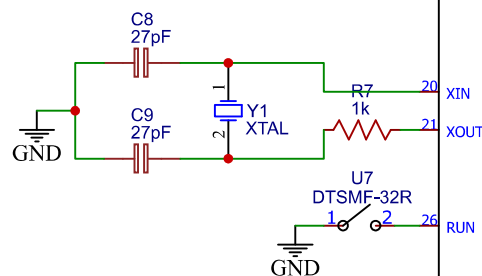 C8
27pF
1
Y1
XTAL
2
C9
27pF
GND
R7
1k
20
XIN
21
XOUT
U7
DTSMF-32R
1
2
26
RUN
GND